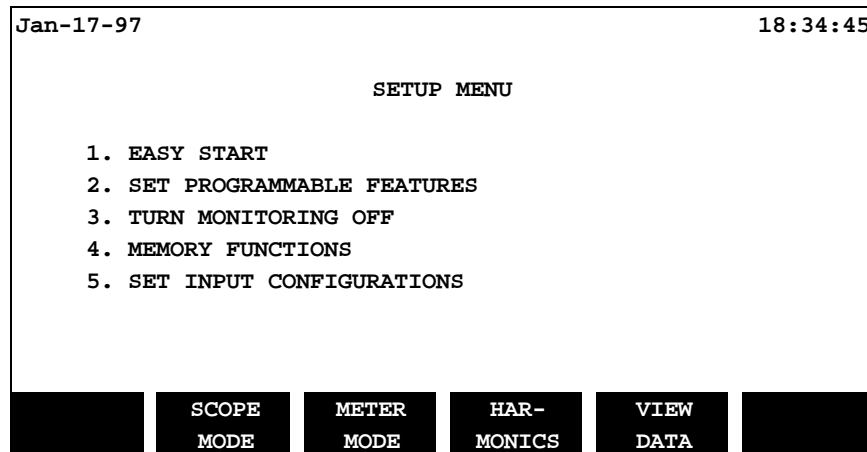 Jan-17-97 18:34:45
SETUP MENU
1. EASY START
2. SET PROGRAMMABLE FEATURES
3. TURN MONITORING OFF
4. MEMORY FUNCTIONS
5. SET INPUT CONFIGURATIONS
SCOPE METER HAR- VIEW
MODE MODE MONICS DATA